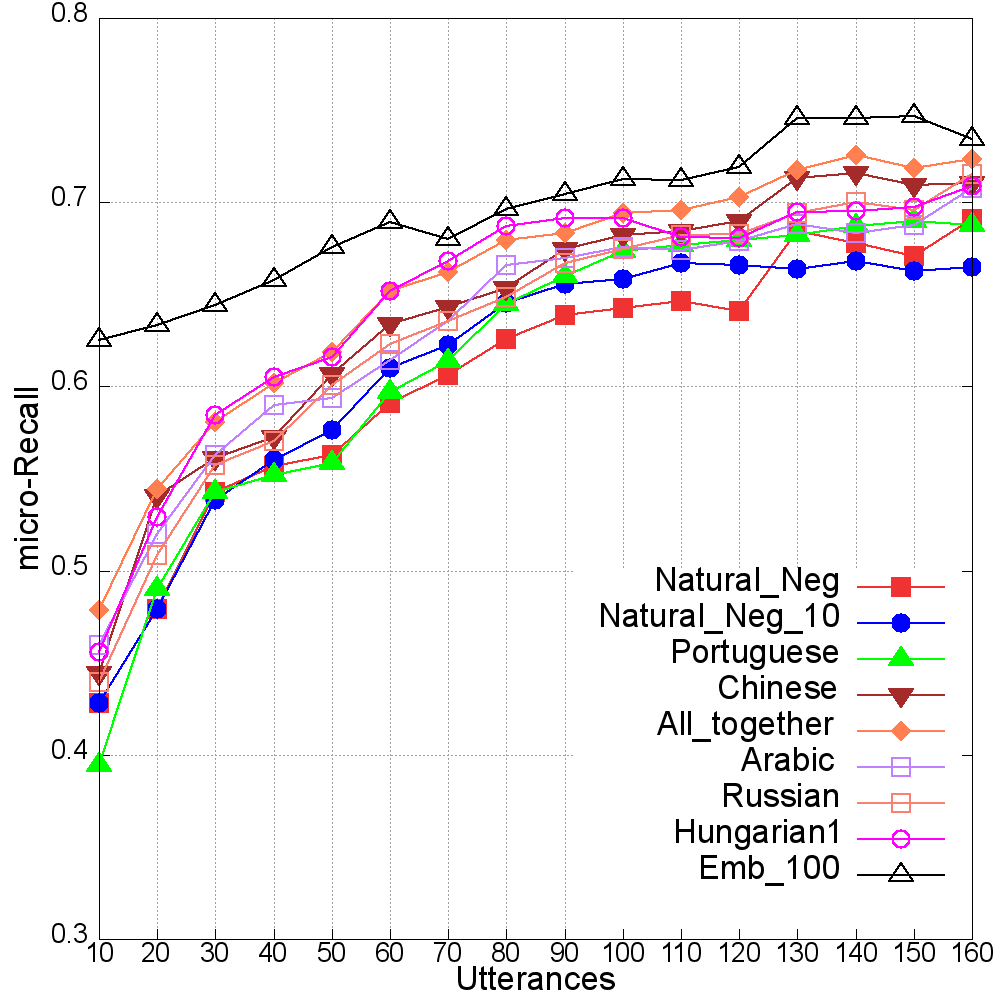 0.8
0.7
0.6
0.5
0.4
0.3
micro-Recall
Natural_Neg
Natural_Neg_10
Portuguese
Chinese
All_together
Arabic
Russian
Hungarian1
Emb_100
10 20 30 40 50 60 70 80 90 100 110 120 130 140 150 160
Utterances